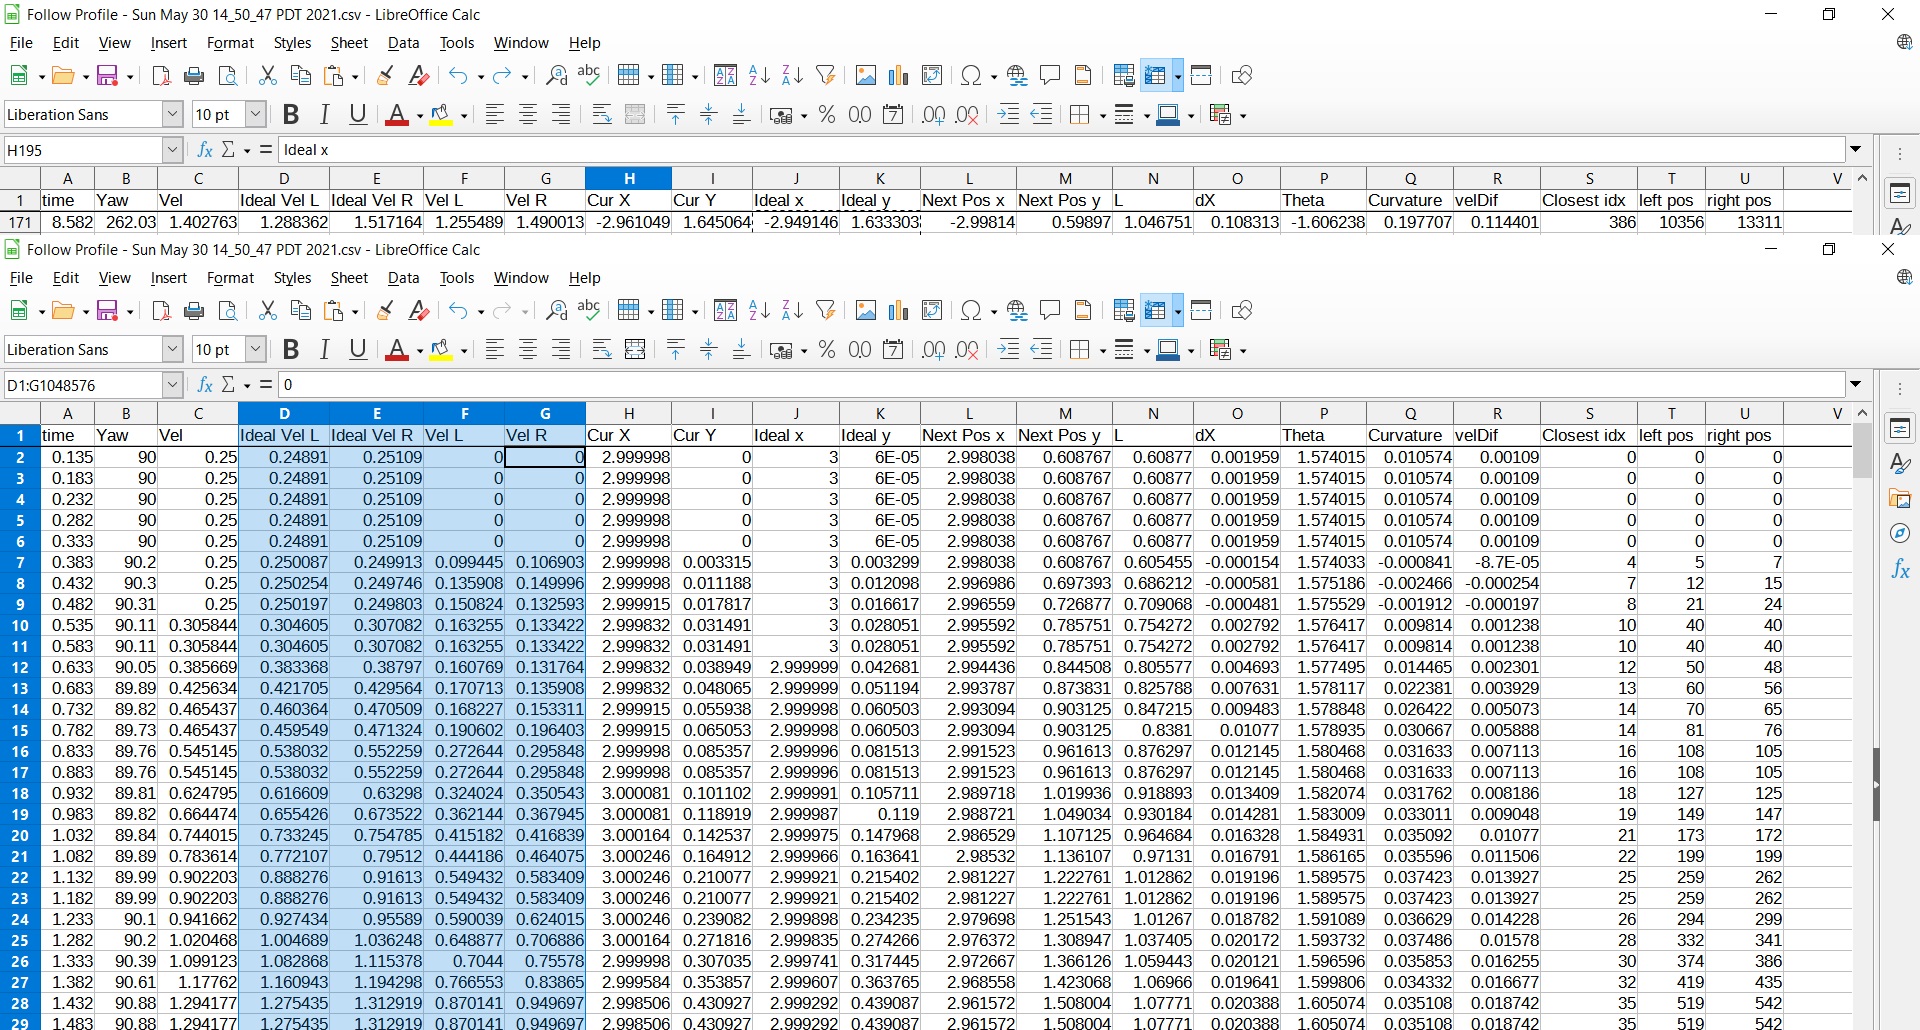 Follow Profile - Sun May 30 14_50_47 PDT 2021.csv - LibreOffice Calc
File Edit View Insert Format Styles Sheet Data Tools Window Help
Liberation Sans 10 pt
H195 Ideal x
A B C D E F G H I J K L M N O P Q R S T U V
1 time Yaw Vel Ideal Vel L Ideal Vel R Vel L Vel R Cur X Cur Y Ideal x Ideal y Next Pos x Next Pos y L dX Theta Curvature velDif Closest idx left pos right pos
171 8.582 262.03 1.402763 1.288362 1.517164 1.255489 1.490013 -2.961049 1.645064 -2.949146 1.633303 -2.99814 0.59897 1.046751 0.108313 -1.606238 0.197707 0.114401 386 10356 13311
Follow Profile - Sun May 30 14_50_47 PDT 2021.csv - LibreOffice Calc
File Edit View Insert Format Styles Sheet Data Tools Window Help
Liberation Sans 10 pt
D1:G1048576 0
A B C D E F G H I J K L M N O P Q R S T U V
1 time Yaw Vel Ideal Vel L Ideal Vel R Vel L Vel R Cur X Cur Y Ideal x Ideal y Next Pos x Next Pos y L dX Theta Curvature velDif Closest idx left pos right pos
2 0.135 90 0.25 0.24891 0.25109 0 0 2.999998 0 3 6E-05 2.998038 0.608767 0.60877 0.001959 1.574015 0.010574 0.00109 0 0 0
3 0.183 90 0.25 0.24891 0.25109 0 0 2.999998 0 3 6E-05 2.998038 0.608767 0.60877 0.001959 1.574015 0.010574 0.00109 0 0 0
4 0.232 90 0.25 0.24891 0.25109 0 0 2.999998 0 3 6E-05 2.998038 0.608767 0.60877 0.001959 1.574015 0.010574 0.00109 0 0 0
5 0.282 90 0.25 0.24891 0.25109 0 0 2.999998 0 3 6E-05 2.998038 0.608767 0.60877 0.001959 1.574015 0.010574 0.00109 0 0 0
6 0.333 90 0.25 0.24891 0.25109 0 0 2.999998 0 3 6E-05 2.998038 0.608767 0.60877 0.001959 1.574015 0.010574 0.00109 0 0 0
7 0.383 90.2 0.25 0.250087 0.249913 0.099445 0.106903 2.999998 0.003315 3 0.003299 2.998038 0.608767 0.605455 -0.000154 1.574033 -0.000841 -8.7E-05 4 5 7
8 0.432 90.3 0.25 0.250254 0.249746 0.135908 0.149996 2.999998 0.011188 3 0.012098 2.996986 0.697393 0.686212 -0.000581 1.575186 -0.002466 -0.000254 7 12 15
9 0.482 90.31 0.25 0.250197 0.249803 0.150824 0.132593 2.999915 0.017817 3 0.016617 2.996559 0.726877 0.709068 -0.000481 1.575529 -0.001912 -0.000197 8 21 24
10 0.535 90.11 0.305844 0.304605 0.307082 0.163255 0.133422 2.999832 0.031491 3 0.028051 2.995592 0.785751 0.754272 0.002792 1.576417 0.009814 0.001238 10 40 40
11 0.583 90.11 0.305844 0.304605 0.307082 0.163255 0.133422 2.999832 0.031491 3 0.028051 2.995592 0.785751 0.754272 0.002792 1.576417 0.009814 0.001238 10 40 40
12 0.633 90.05 0.385669 0.383368 0.38797 0.160769 0.131764 2.999832 0.038949 2.999999 0.042681 2.994436 0.844508 0.805577 0.004693 1.577495 0.014465 0.002301 12 50 48
13 0.683 89.89 0.425634 0.421705 0.429564 0.170713 0.135908 2.999832 0.048065 2.999999 0.051194 2.993787 0.873831 0.825788 0.007631 1.578117 0.022381 0.003929 13 60 56
14 0.732 89.82 0.465437 0.460364 0.470509 0.168227 0.153311 2.999915 0.055938 2.999998 0.060503 2.993094 0.903125 0.847215 0.009483 1.578848 0.026422 0.005073 14 70 65
15 0.782 89.73 0.465437 0.459549 0.471324 0.190602 0.196403 2.999915 0.065053 2.999998 0.060503 2.993094 0.903125 0.8381 0.01077 1.578935 0.030667 0.005888 14 81 76
16 0.833 89.76 0.545145 0.538032 0.552259 0.272644 0.295848 2.999998 0.085357 2.999996 0.081513 2.991523 0.961613 0.876297 0.012145 1.580468 0.031633 0.007113 16 108 105
17 0.883 89.76 0.545145 0.538032 0.552259 0.272644 0.295848 2.999998 0.085357 2.999996 0.081513 2.991523 0.961613 0.876297 0.012145 1.580468 0.031633 0.007113 16 108 105
18 0.932 89.81 0.624795 0.616609 0.63298 0.324024 0.350543 3.000081 0.101102 2.999991 0.105711 2.989718 1.019936 0.918893 0.013409 1.582074 0.031762 0.008186 18 127 125
19 0.983 89.82 0.664474 0.655426 0.673522 0.362144 0.367945 3.000081 0.118919 2.999987 0.119 2.988721 1.049034 0.930184 0.014281 1.583009 0.033011 0.009048 19 149 147
20 1.032 89.84 0.744015 0.733245 0.754785 0.415182 0.416839 3.000164 0.142537 2.999975 0.147968 2.986529 1.107125 0.964684 0.016328 1.584931 0.035092 0.01077 21 173 172
21 1.082 89.89 0.783614 0.772107 0.79512 0.444186 0.464075 3.000246 0.164912 2.999966 0.163641 2.98532 1.136107 0.97131 0.016791 1.586165 0.035596 0.011506 22 199 199
22 1.132 89.99 0.902203 0.888276 0.91613 0.549432 0.583409 3.000246 0.210077 2.999921 0.215402 2.981227 1.222761 1.012862 0.019196 1.589575 0.037423 0.013927 25 259 262
23 1.182 89.99 0.902203 0.888276 0.91613 0.549432 0.583409 3.000246 0.210077 2.999921 0.215402 2.981227 1.222761 1.012862 0.019196 1.589575 0.037423 0.013927 25 259 262
24 1.233 90.1 0.941662 0.927434 0.95589 0.590039 0.624015 3.000246 0.239082 2.999898 0.234235 2.979698 1.251543 1.01267 0.018782 1.591089 0.036629 0.014228 26 294 299
25 1.282 90.2 1.020468 1.004689 1.036248 0.648877 0.706886 3.000164 0.271816 2.999835 0.274266 2.976372 1.308947 1.037405 0.020172 1.593732 0.037486 0.01578 28 332 341
26 1.333 90.39 1.099123 1.082868 1.115378 0.7044 0.75578 2.999998 0.307035 2.999741 0.317445 2.972667 1.366126 1.059443 0.020121 1.596596 0.035853 0.016255 30 374 386
27 1.382 90.61 1.17762 1.160943 1.194298 0.766553 0.83865 2.999584 0.353857 2.999607 0.363765 2.968558 1.423068 1.06966 0.019641 1.599806 0.034332 0.016677 32 419 435
28 1.432 90.88 1.294177 1.275435 1.312919 0.870141 0.949697 2.998506 0.430927 2.999292 0.439087 2.961572 1.508004 1.07771 0.020388 1.605074 0.035108 0.018742 35 519 542
29 1.483 90.88 1.294177 1.275435 1.312919 0.870141 0.949697 2.998506 0.430927 2.999292 0.439087 2.961572 1.508004 1.07771 0.020388 1.605074 0.035108 0.018742 35 519 542